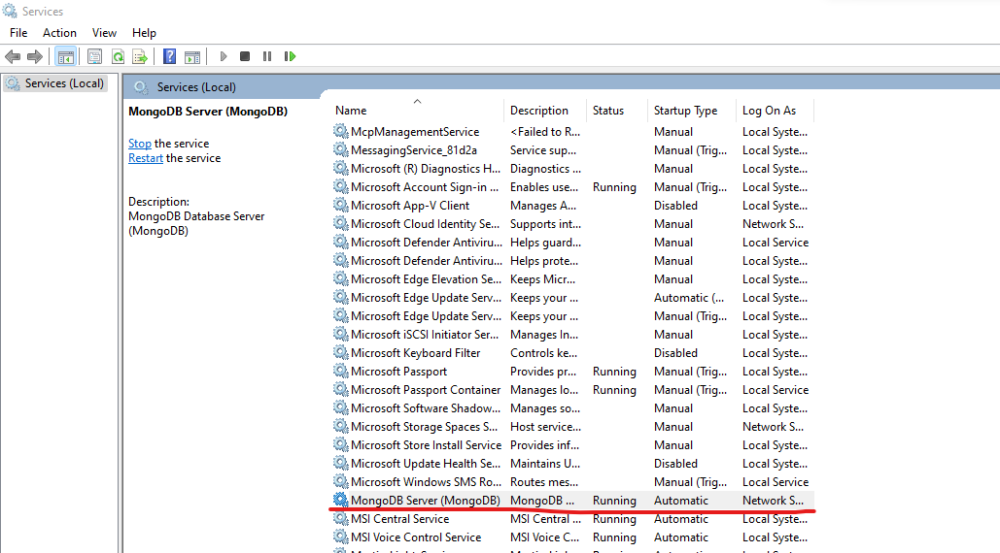 Services
File Action View Help
Services (Local)
Services (Local)
MongoDB Server (MongoDB)
Stop the service
Restart the service
Description:
MongoDB Database Server
(MongoDB)
Name Description Status Startup Type Log On As
McpManagementService <Failed to R... Manual Local Syste...
MessagingService_81d2a Service sup... Manual (Trig... Local Syste...
Microsoft (R) Diagnostics H... Diagnostics ... Manual Local Syste...
Microsoft Account Sign-in ... Enables use... Running Manual (Trig... Local Syste...
Microsoft App-V Client Manages A... Disabled Local Syste...
Microsoft Cloud Identity Se... Supports int... Manual Network S...
Microsoft Defender Antiviru... Helps guard... Manual Local Service
Microsoft Defender Antiviru... Helps prote... Manual Local Syste...
Microsoft Edge Elevation Se... Keeps Micr... Manual Local Syste...
Microsoft Edge Update Serv... Keeps your ... Automatic (... Local Syste...
Microsoft Edge Update Serv... Keeps your ... Manual (Trig... Local Syste...
Microsoft iSCSI Initiator Ser... Manages In... Manual Local Syste...
Microsoft Keyboard Filter Controls ke... Disabled Local Syste...
Microsoft Passport Provides pr... Running Manual (Trig... Local Syste...
Microsoft Passport Container Manages lo... Running Manual (Trig... Local Service
Microsoft Software Shadow... Manages so... Manual Local Syste...
Microsoft Storage Spaces S... Host service... Manual Network S...
Microsoft Store Install Service Provides inf... Manual Local Syste...
Microsoft Update Health Se... Maintains U... Disabled Local Syste...
Microsoft Windows SMS Ro... Routes mes... Manual (Trig... Local Service
MongoDB Server (MongoDB) MongoDB ... Running Automatic Network S...
MSI Central Service MSI Central ... Running Automatic Local Syste...
MSI Voice Control Service MSI Voice C... Running Automatic Local Syste...